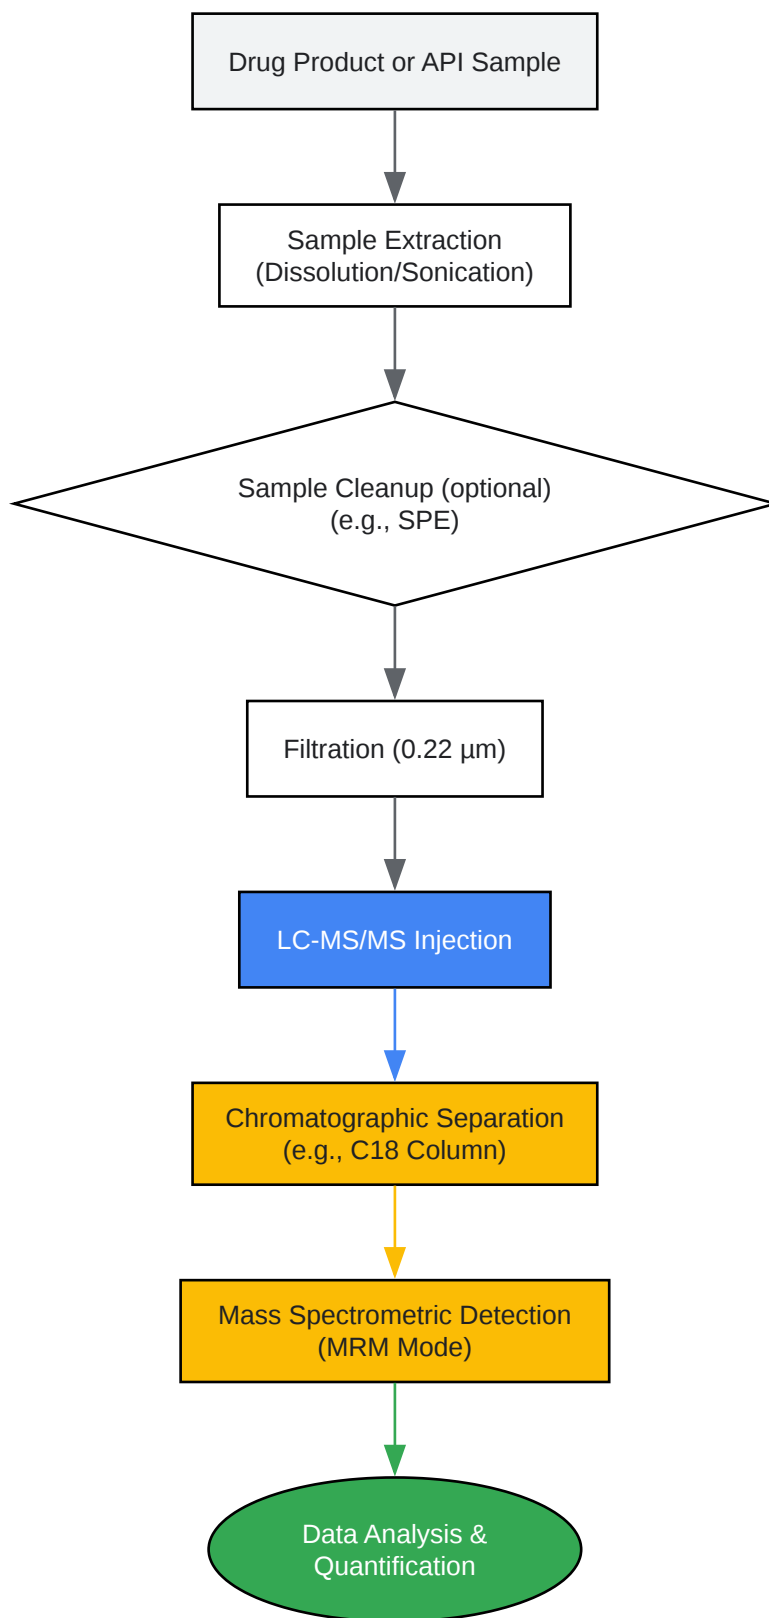 Drug Product or API Sample
Sample Extraction
(Dissolution/Sonication)
Sample Cleanup (optional)
(e.g., SPE)
Filtration (0.22 µm)
LC-MS/MS Injection
Chromatographic Separation
(e.g., C18 Column)
Mass Spectrometric Detection
(MRM Mode)
Data Analysis &
Quantification